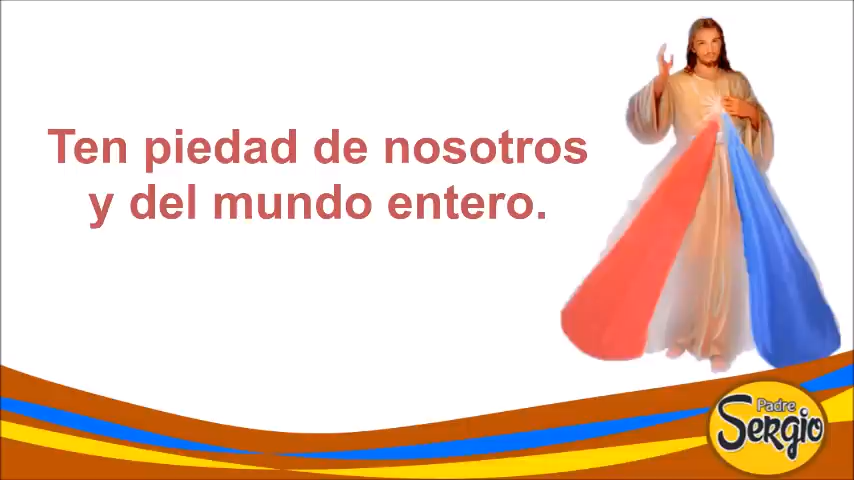 Ten piedad de nosotros
y del mundo entero.
Padre
Sergio